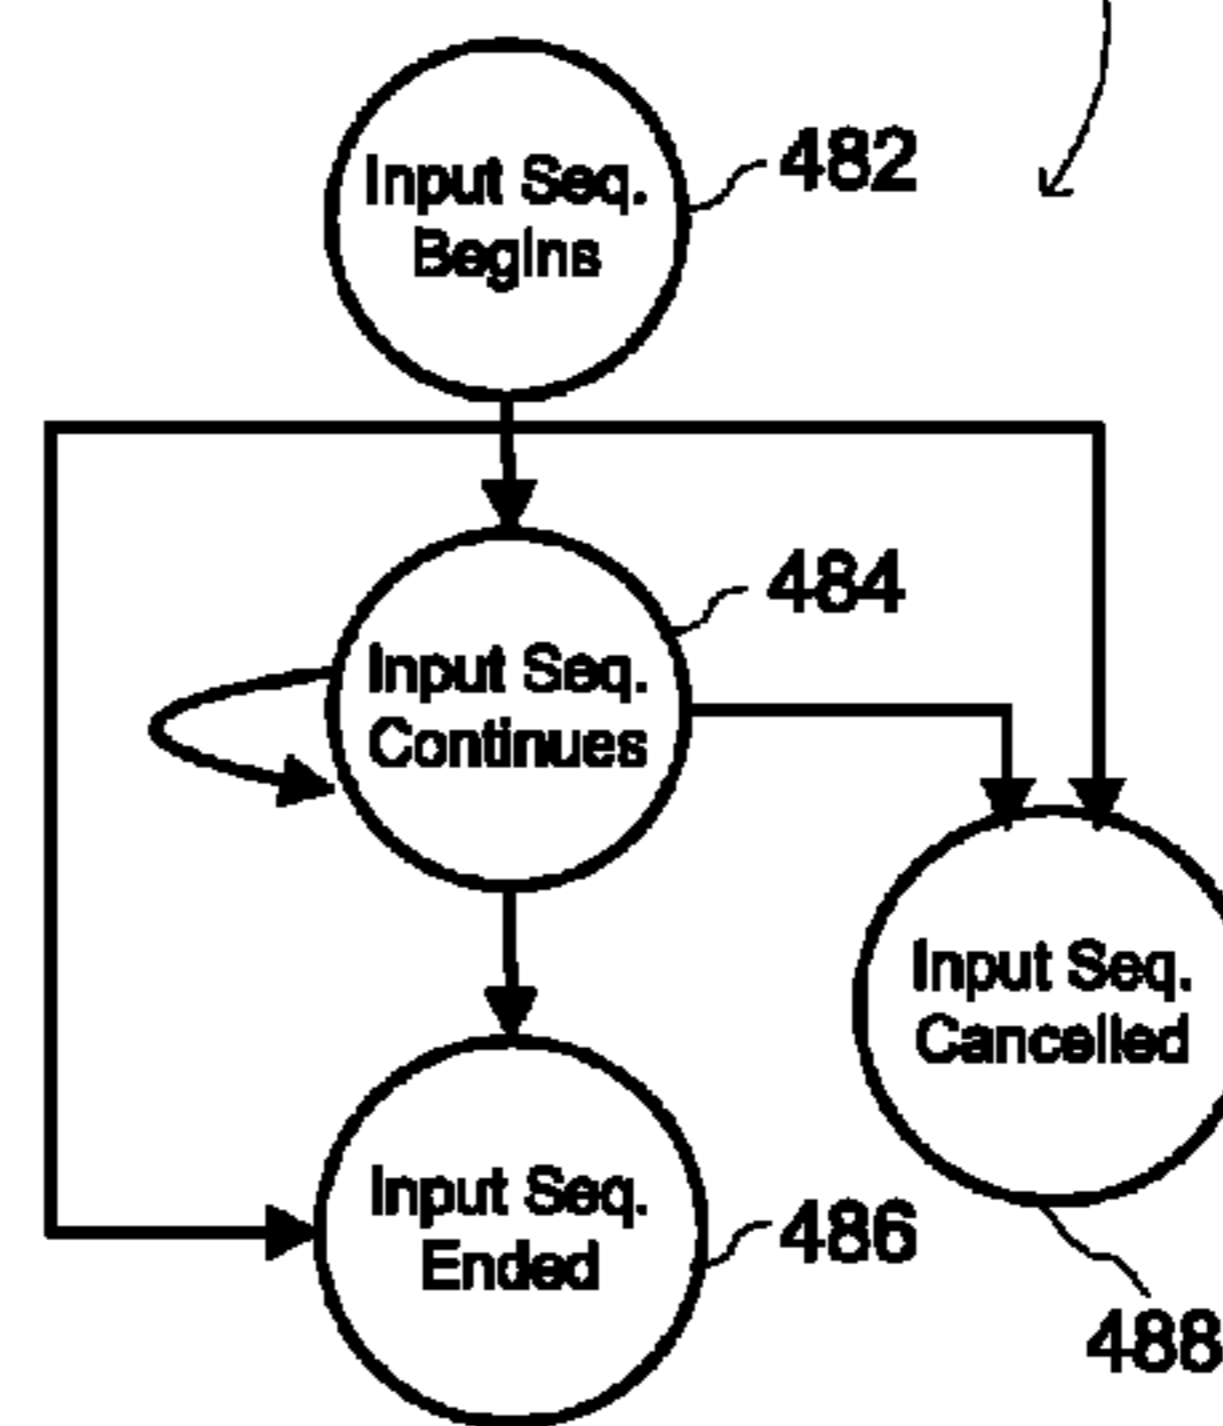 Input Seq.
Begins
482
484
Input Seq.
Continues
Input Seq.
Cancelled
Input Seq.
Ended
486
488